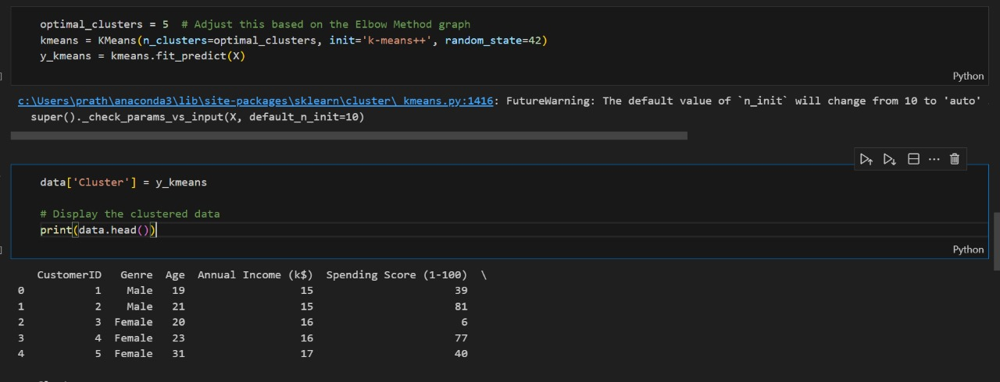 optimal_clusters = 5  # Adjust this based on the Elbow Method graph
kmeans = KMeans(n_clusters=optimal_clusters, init='k-means++', random_state=42)
y_kmeans = kmeans.fit_predict(X)
Python
c:\Users\prath\anaconda3\lib\site-packages\sklearn\cluster\_kmeans.py:1416: FutureWarning: The default value of `n_init` will change from 10 to 'auto'
super()._check_params_vs_input(X, default_n_init=10)
data['Cluster'] = y_kmeans
# Display the clustered data
print(data.head())
Python
CustomerID Genre Age Annual Income (k$) Spending Score (1-100) \
0 1 Male 19 15 39
1 2 Male 21 15 81
2 3 Female 20 16 6
3 4 Female 23 16 77
4 5 Female 31 17 40